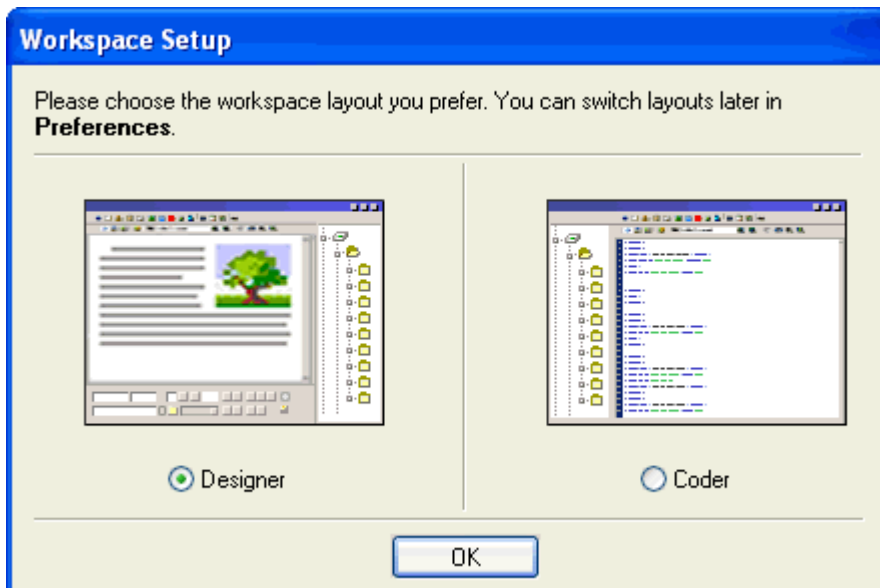 Workspace Setup
Please choose the workspace layout you prefer. You can switch layouts later in
Preferences.
Designer
Coder
OK